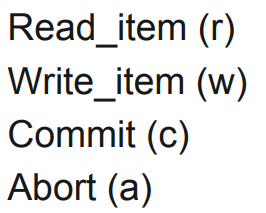 Read_item (r)
Write_item (w)
Commit (c)
Abort (a)